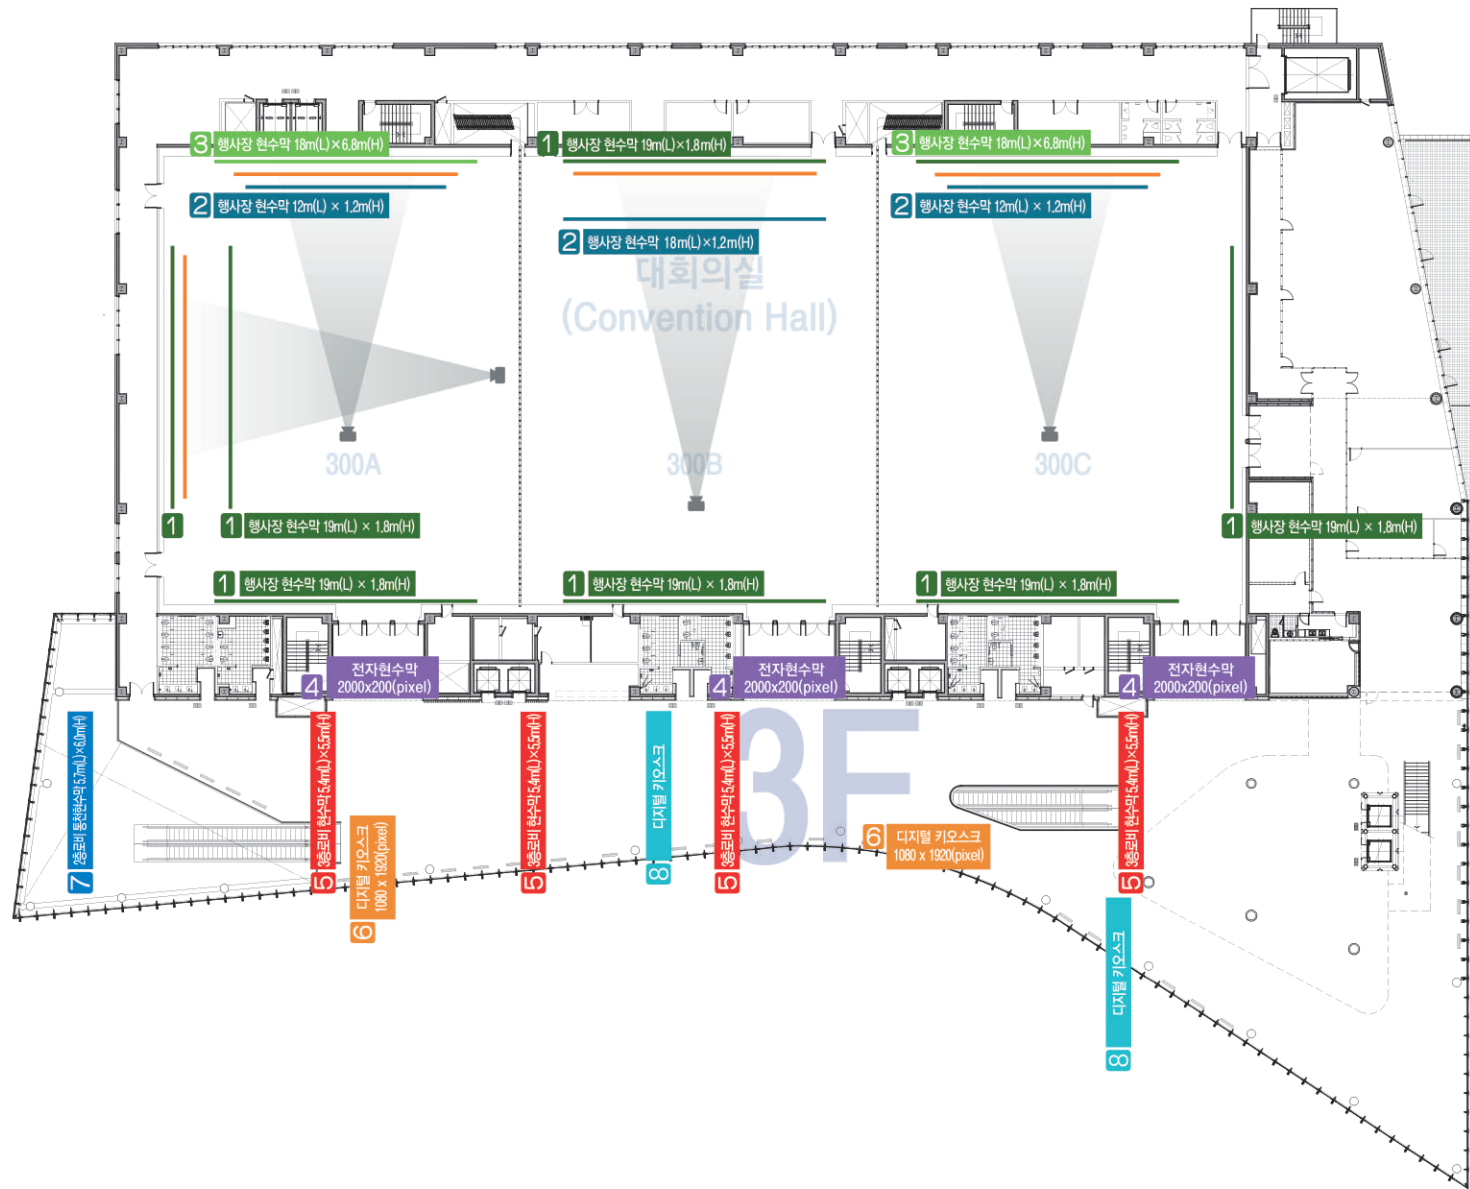 3 행사장 현수막 18m(L)×6.8m(H)
1 행사장 현수막 19m(L)×1.8m(H)
3 행사장 현수막 18m(L)×6.8m(H)
2 행사장 현수막 12m(L) × 1.2m(H)
2 행사장 현수막 18m(L)×1.2m(H)
2 행사장 현수막 12m(L) × 1.2m(H)
대회의실
(Convention Hall)
300A
300B
300C
1
1 행사장 현수막 19m(L) × 1.8m(H)
1 행사장 현수막 19m(L) × 1.8m(H)
1 행사장 현수막 19m(L) × 1.8m(H)
1 행사장 현수막 19m(L) × 1.8m(H)
1 행사장 현수막 19m(L) × 1.8m(H)
4 전자현수막
2000x200(pixel)
4 전자현수막
2000x200(pixel)
4 전자현수막
2000x200(pixel)
3F
7 2층로비 통천현수막 5.7m(L)×6.0m(H)
5 3층로비 현수막 5.4m(L)×5.5m(H)
6 디지털 키오스크
1080 x 1920(pixel)
5 3층로비 현수막 5.4m(L)×5.5m(H)
8 디지털 키오스크
5 3층로비 현수막 5.4m(L)×5.5m(H)
6 디지털 키오스크
1080 x 1920(pixel)
5 3층로비 현수막 5.4m(L)×5.5m(H)
8 디지털 키오스크